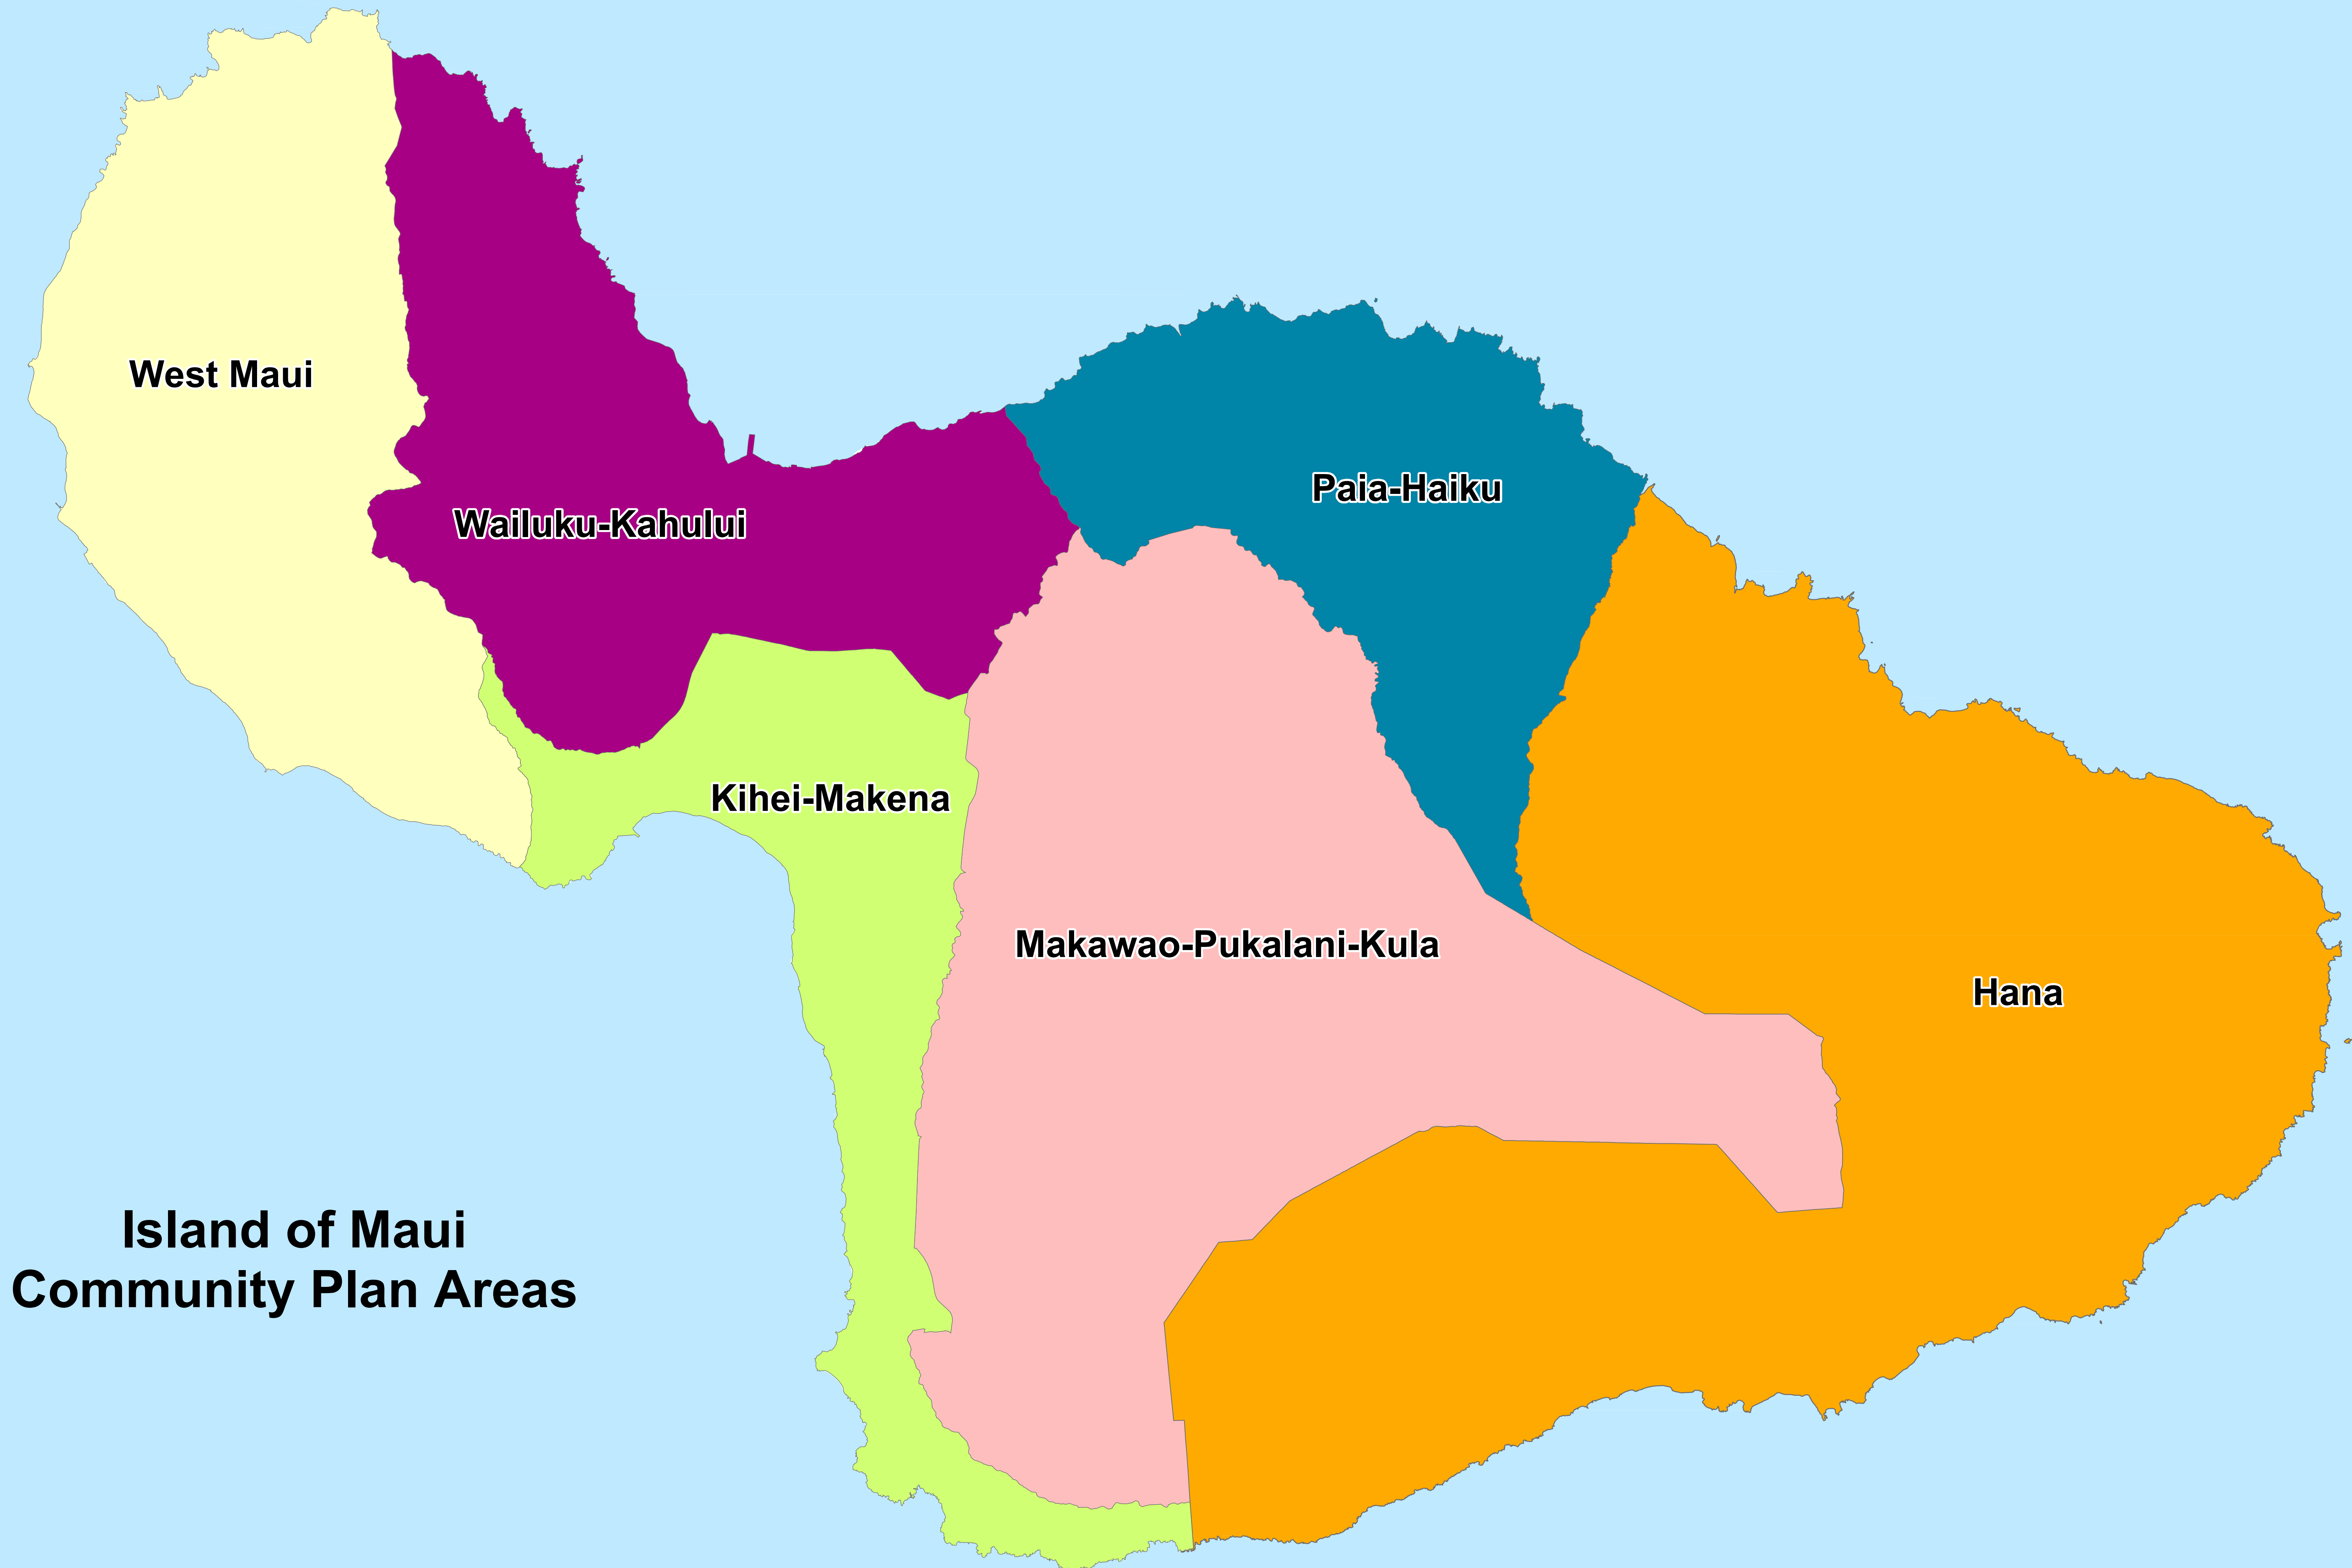 West Maui
Wailuku-Kahului
Paia-Haiku
Kihei-Makena
Makawao-Pukalani-Kula
Hana
Island of Maui
Community Plan Areas